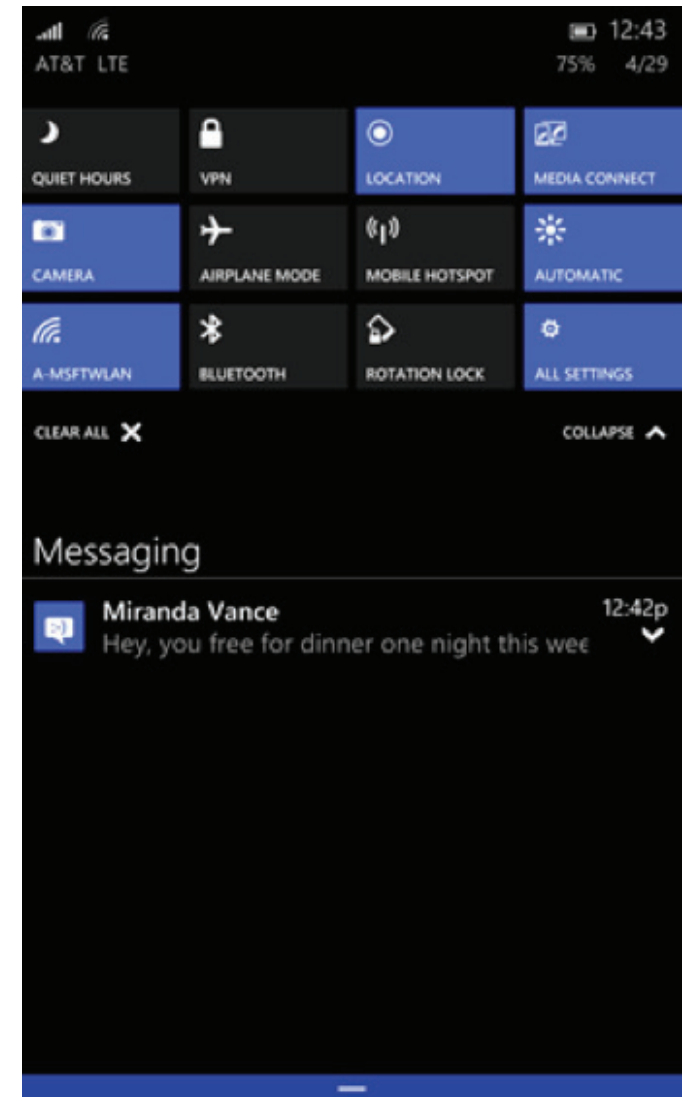 12:43
AT&T LTE 75% 4/29
QUIET HOURS VPN LOCATION MEDIA CONNECT
CAMERA AIRPLANE MODE MOBILE HOTSPOT AUTOMATIC
A-MSFTWLAN BLUETOOTH ROTATION LOCK ALL SETTINGS
CLEAR ALL COLLAPSE
Messaging
Miranda Vance 12:42p
Hey, you free for dinner one night this wee